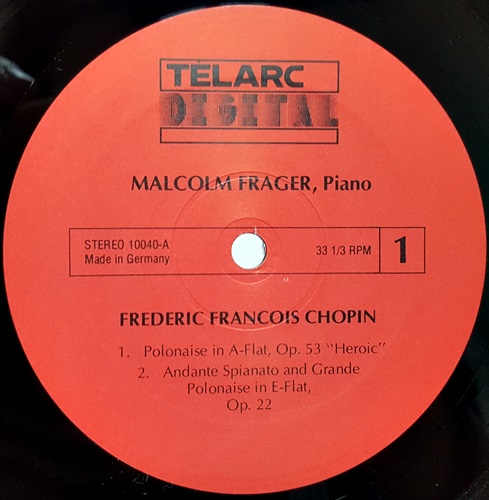 TELARC
DIGITAL
MALCOLM FRAGER, Piano
STEREO 10040-A
Made in Germany
33 1/3 RPM
1
FREDERIC FRANCOIS CHOPIN
1. Polonaise in A-Flat, Op. 53 "Heroic"
2. Andante Spianato and Grande
Polonaise in E-Flat,
Op. 22